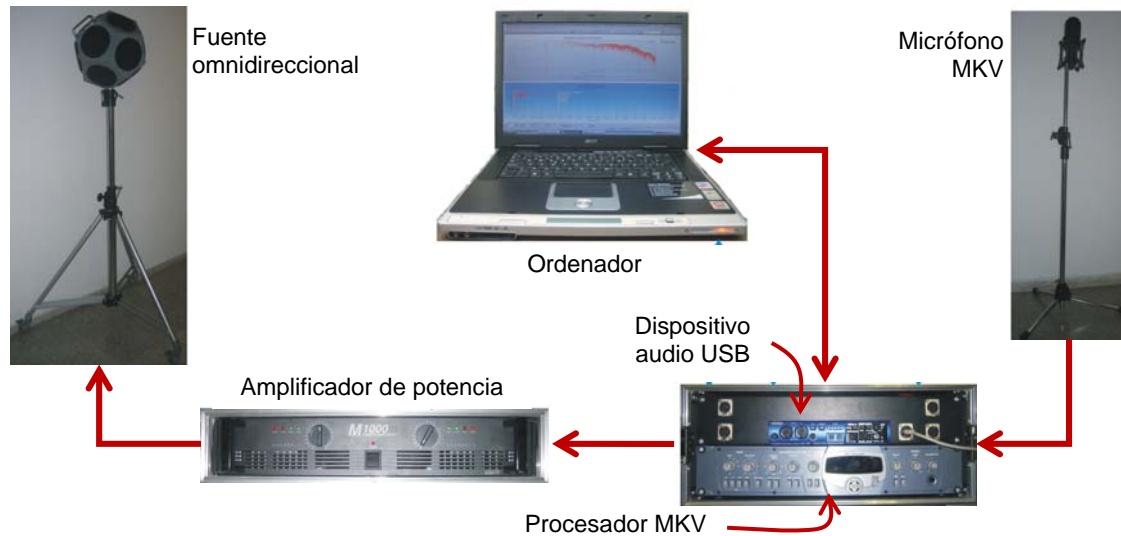 Fuente
omnidireccional
Micrófono
MKV
Ordenador
Dispositivo
audio USB
Amplificador de potencia
M1000
Procesador MKV